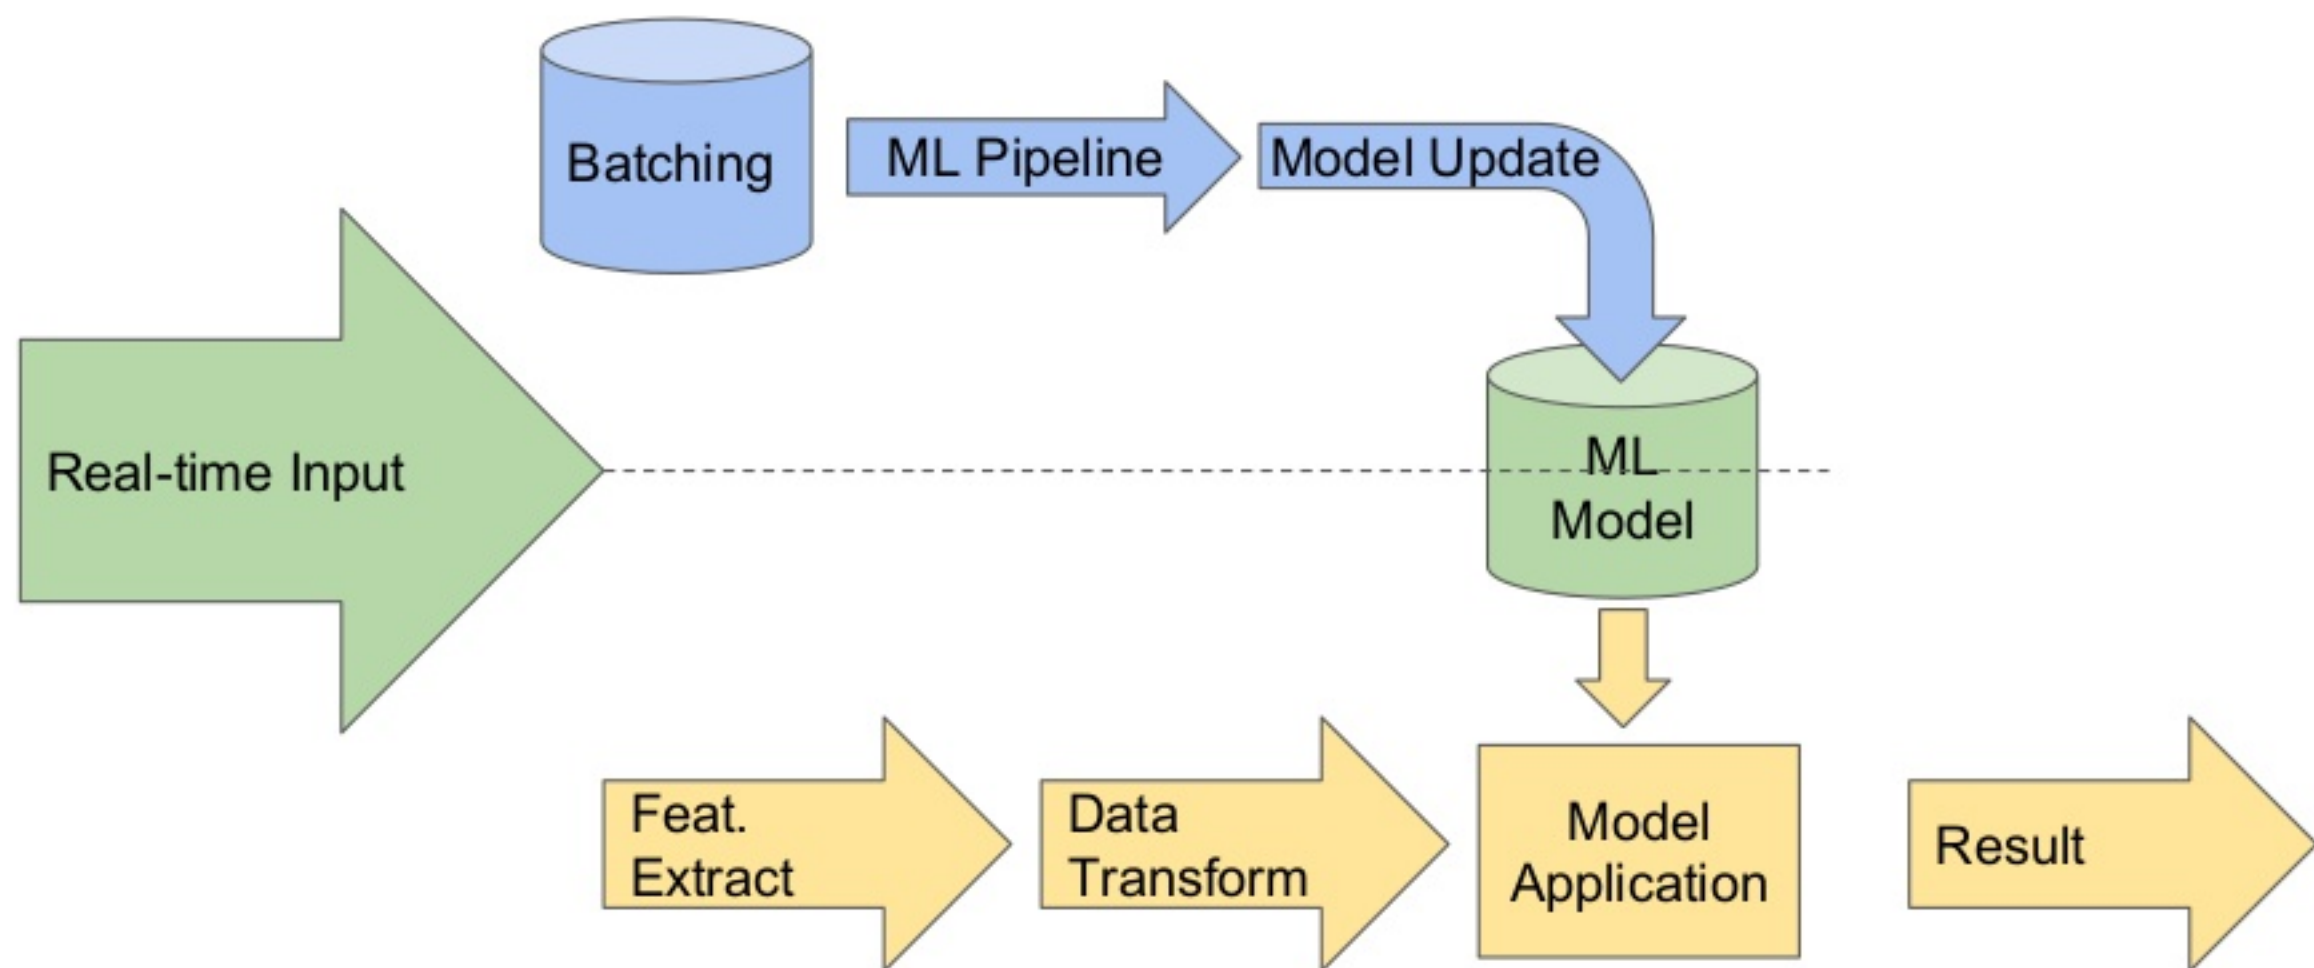 Batching
ML Pipeline
Model Update
Real-time Input
ML
Model
Feat.
Extract
Data
Transform
Model
Application
Result